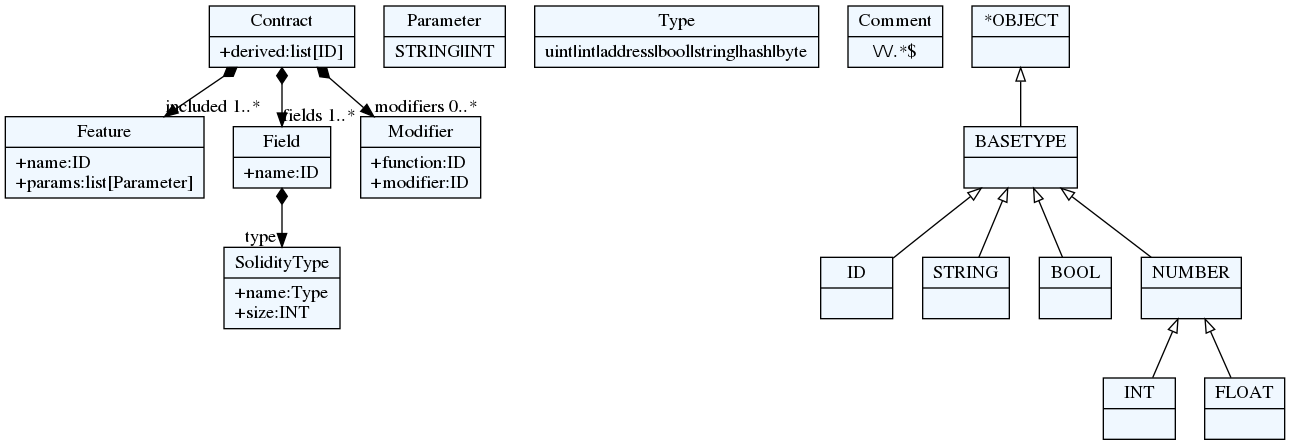 Contract
+derived:list[ID]
Parameter
STRING|INT
Type
uint|int|address|bool|string|hash|byte
Comment
\/\/.*$
*OBJECT
included 1..*
fields 1..*
modifiers 0..*
Feature
+name:ID
+params:list[Parameter]
Field
+name:ID
Modifier
+function:ID
+modifier:ID
BASETYPE
type
SolidityType
+name:Type
+size:INT
ID
STRING
BOOL
NUMBER
INT
FLOAT